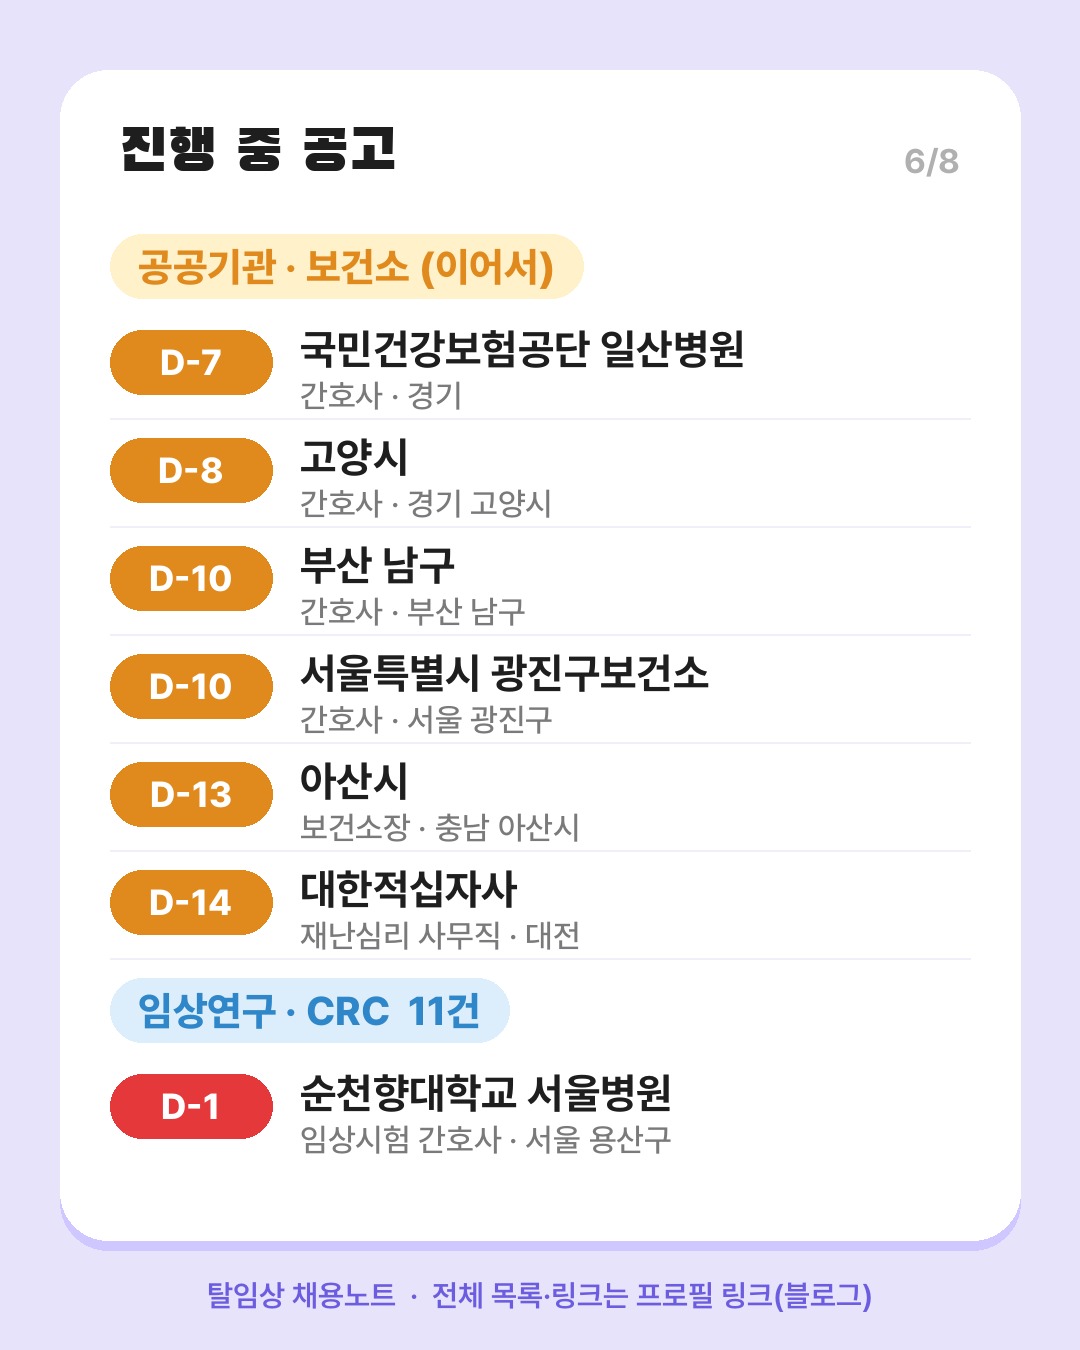 진행 중 공고
6/8
공공기관 · 보건소 (이어서)
D-7
국민건강보험공단 일산병원
간호사 · 경기
D-8
고양시
간호사 · 경기 고양시
D-10
부산 남구
간호사 · 부산 남구
D-10
서울특별시 광진구보건소
간호사 · 서울 광진구
D-13
아산시
보건소장 · 충남 아산시
D-14
대한적십자사
재난심리 사무직 · 대전
임상연구 · CRC 11건
D-1
순천향대학교 서울병원
임상시험 간호사 · 서울 용산구
탈임상 채용노트 · 전체 목록·링크는 프로필 링크(블로그)